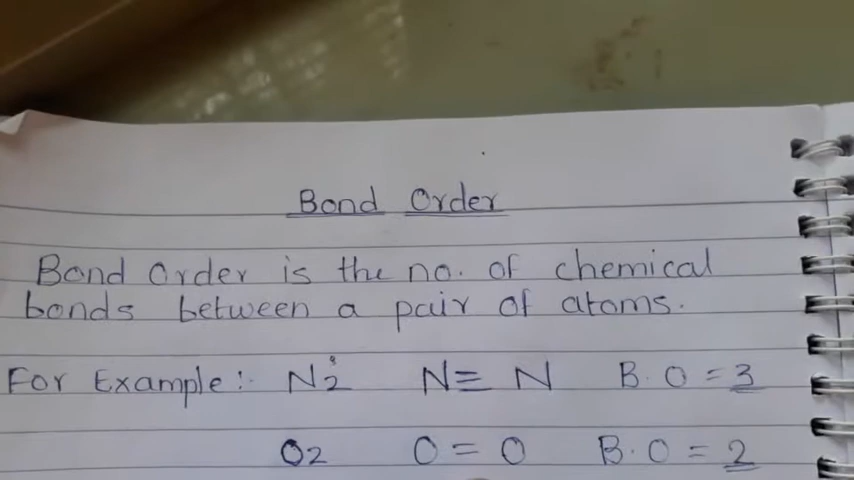 Bond Order
Bond Order is the no. of chemical
bonds between a pair of atoms.
For Example:- N2 N≡N B.O = 3
O2 O=O B.O = 2